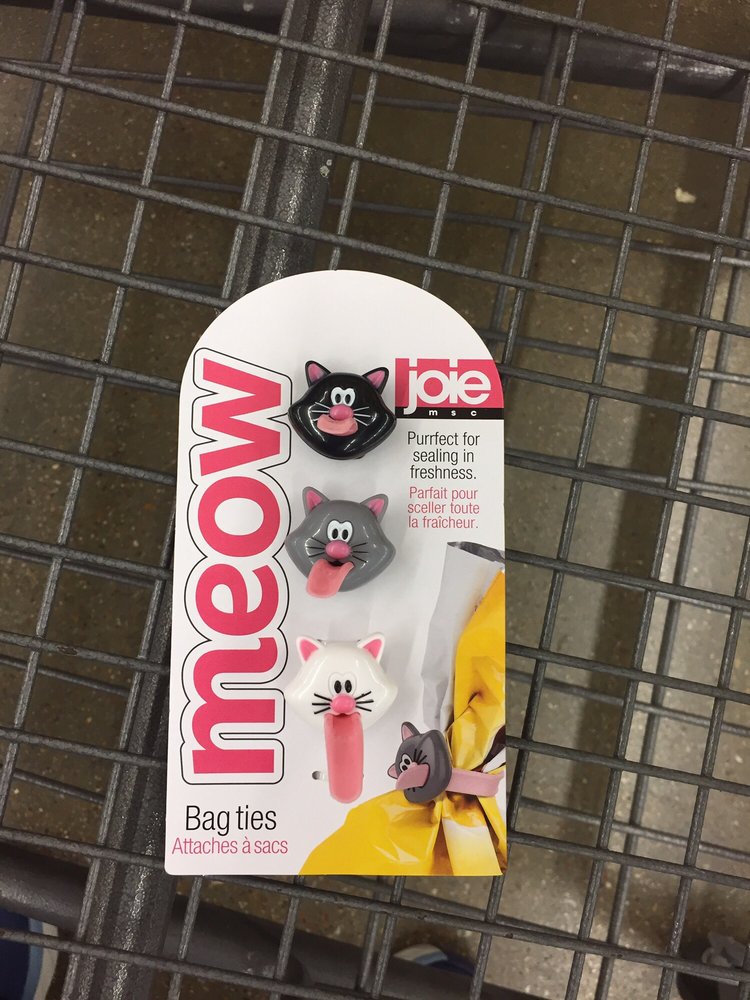 meow
joie
msc
Purrfect for
sealing in
freshness.
Parfait pour
sceller toute
la fraîcheur.
Bag ties
Attaches à sacs